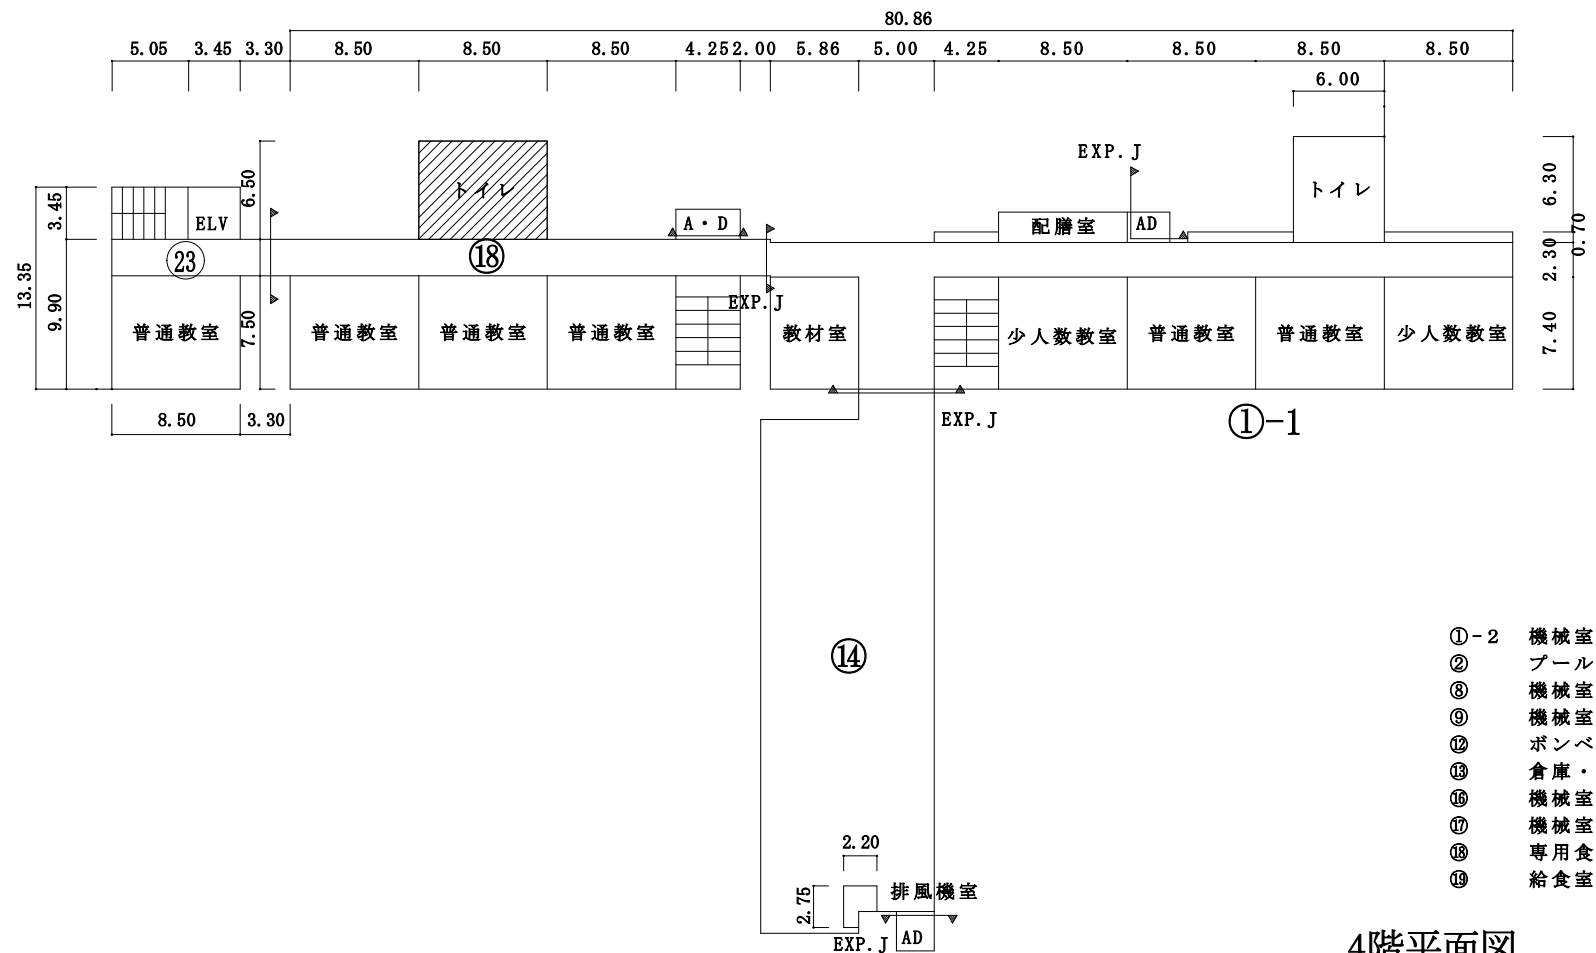 80.86
5.05 3.45 3.30 8.50 8.50 8.50 4.25 2.00 5.86 5.00 4.25 8.50 8.50 8.50 8.50
6.00
EXP.J
6.50
トイレ
トイレ
6.30
3.45
ELV
A・D
配膳室
AD
0.70
㉓
⑱
2.30
13.35
9.90
7.50
EXP.J
普通教室
普通教室
普通教室
普通教室
教材室
少人数教室
普通教室
普通教室
少人数教室
7.40
8.50 3.30
EXP.J
①-1
⑭
①-2 機械室
② プール
⑧ 機械室
⑨ 機械室
⑫ ボンベ
⑬ 倉庫・
⑯ 機械室
⑰ 機械室
⑱ 専用食
⑲ 給食室
2.20
2.75
排風機室
EXP.J
AD
4階平面図